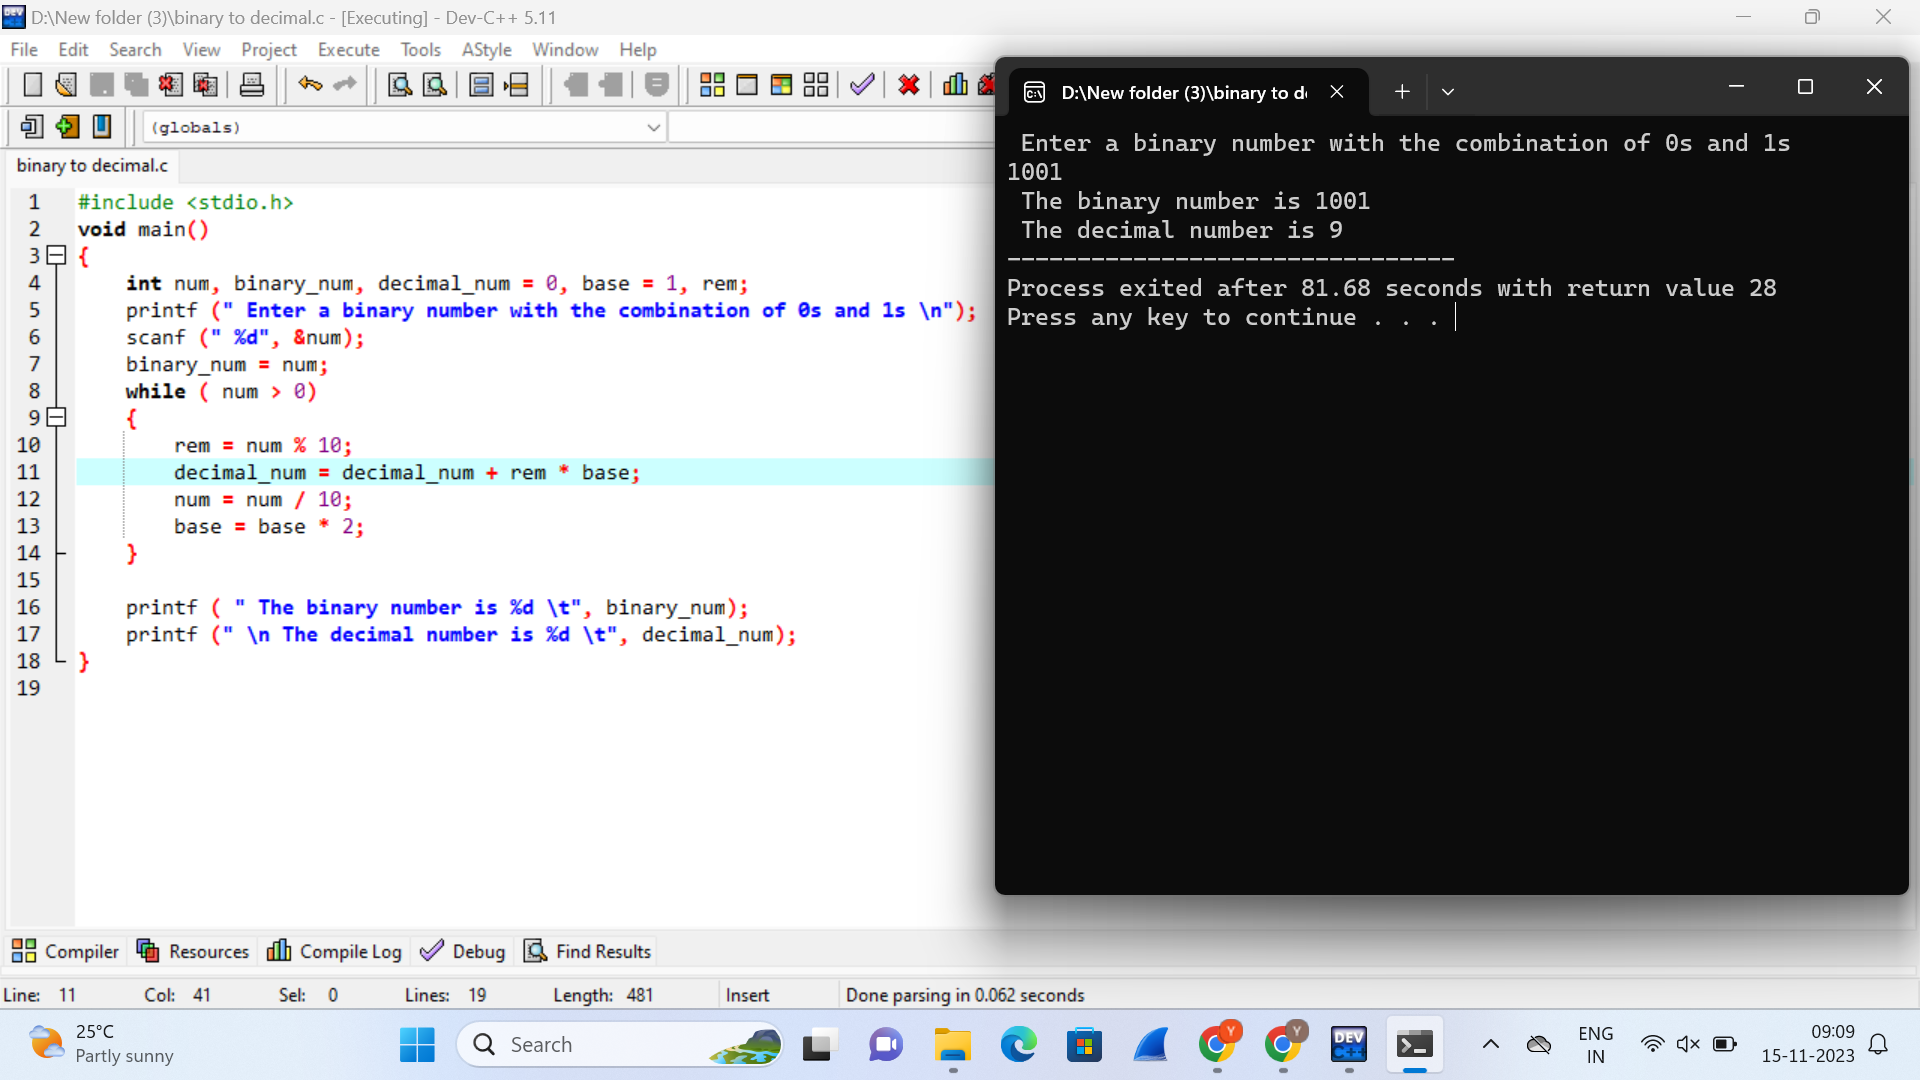 D:\New folder (3)\binary to decimal.c - [Executing] - Dev-C++ 5.11
File Edit Search View Project Execute Tools AStyle Window Help
(globals)
binary to decimal.c
1 #include <stdio.h>
2 void main()
3 {
4 int num, binary_num, decimal_num = 0, base = 1, rem;
5 printf (" Enter a binary number with the combination of 0s and 1s \n");
6 scanf (" %d", &num);
7 binary_num = num;
8 while ( num > 0)
9 {
10 rem = num % 10;
11 decimal_num = decimal_num + rem * base;
12 num = num / 10;
13 base = base * 2;
14 }
15
16 printf ( " The binary number is %d \t", binary_num);
17 printf (" \n The decimal number is %d \t", decimal_num);
18 }
19
D:\New folder (3)\binary to de
Enter a binary number with the combination of 0s and 1s
1001
The binary number is 1001
The decimal number is 9
--------------------------------
Process exited after 81.68 seconds with return value 28
Press any key to continue . . .
Compiler Resources Compile Log Debug Find Results
Line: 11 Col: 41 Sel: 0 Lines: 19 Length: 481 Insert Done parsing in 0.062 seconds
25°C
Partly sunny
Search
Y
Y
DEV
C++
ENG
IN
09:09
15-11-2023